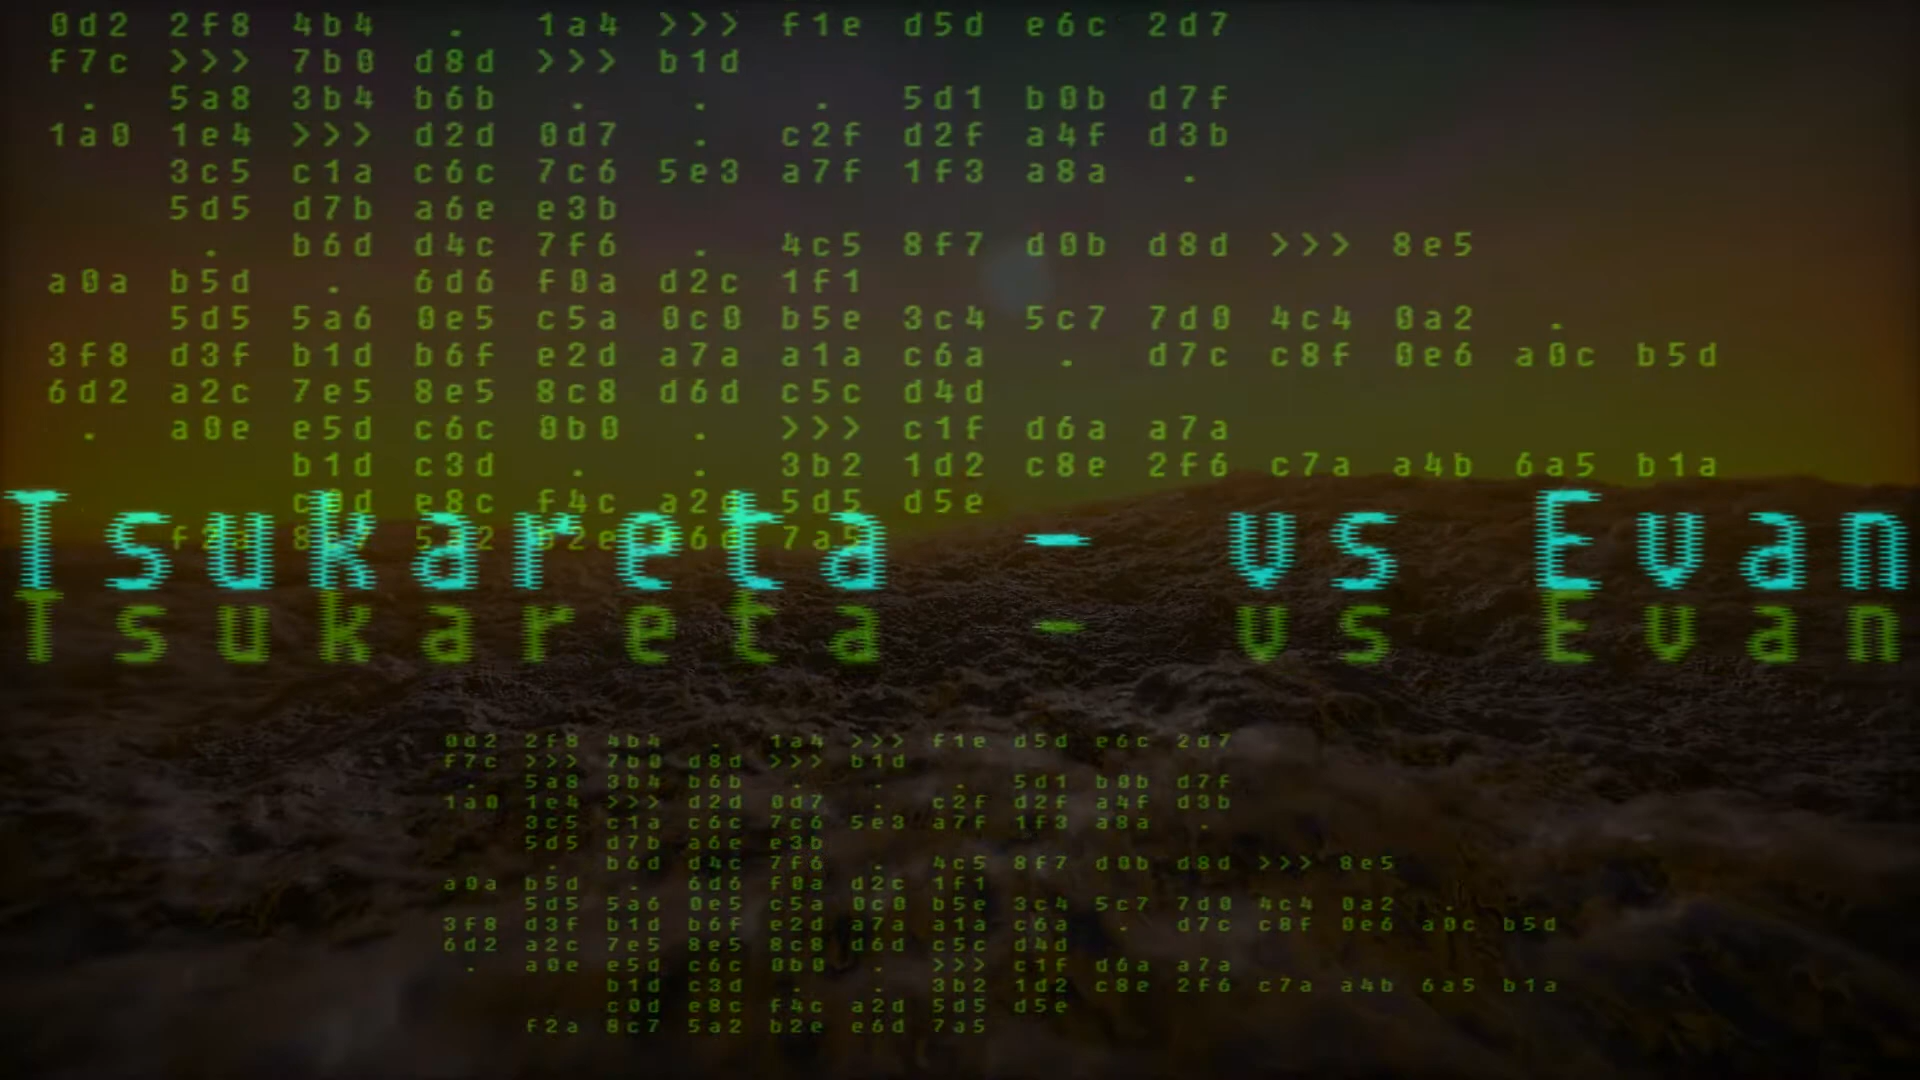 0d2 2f8 4b4 . 1a4 >>> f1e d5d e6c 2d7
f7c >>> 7b0 d8d >>> b1d
. 5a8 3b4 b6b . . . 5d1 b0b d7f
1a0 1e4 >>> d2d 0d7 . c2f d2f a4f d3b
3c5 c1a c6c 7c6 5e3 a7f 1f3 a8a .
5d5 d7b a6e e3b
. b6d d4c 7f6 . 4c5 8f7 d0b d8d >>> 8e5
a0a b5d . 6d6 f0a d2c 1f1
5d5 5a6 0e5 c5a 0c0 b5e 3c4 5c7 7d0 4c4 0a2 .
3f8 d3f b1d b6f e2d a7a a1a c6a . d7c c8f 0e6 a0c b5d
6d2 a2c 7e5 8e5 8c8 d6d c5c d4d
. a0e e5d c6c 0b0 . >>> c1f d6a a7a
b1d c3d . . 3b2 1d2 c8e 2f6 c7a a4b 6a5 b1a
c0d e8c f4c a2d 5d5 d5e
f2a 8c7 5a2 b2e e6d 7a5
Tsukareta - vs Evan
Tsukareta - vs Evan
0d2 2f8 4b4 . 1a4 >>> f1e d5d e6c 2d7
f7c >>> 7b0 d8d >>> b1d
. 5a8 3b4 b6b . . . 5d1 b0b d7f
1a0 1e4 >>> d2d 0d7 . c2f d2f a4f d3b
3c5 c1a c6c 7c6 5e3 a7f 1f3 a8a .
5d5 d7b a6e e3b
. b6d d4c 7f6 . 4c5 8f7 d0b d8d >>> 8e5
a0a b5d . 6d6 f0a d2c 1f1
5d5 5a6 0e5 c5a 0c0 b5e 3c4 5c7 7d0 4c4 0a2 .
3f8 d3f b1d b6f e2d a7a a1a c6a . d7c c8f 0e6 a0c b5d
6d2 a2c 7e5 8e5 8c8 d6d c5c d4d
. a0e e5d c6c 0b0 . >>> c1f d6a a7a
b1d c3d . . 3b2 1d2 c8e 2f6 c7a a4b 6a5 b1a
c0d e8c f4c a2d 5d5 d5e
f2a 8c7 5a2 b2e e6d 7a5